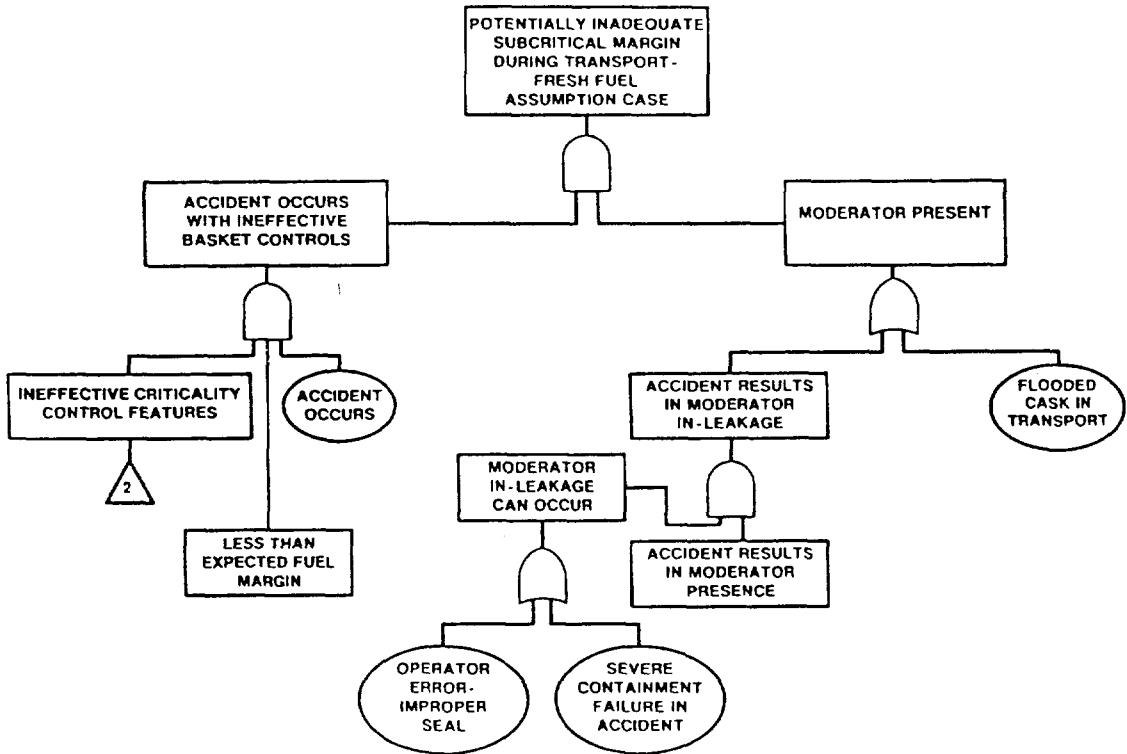 POTENTIALLY INADEQUATE
SUBCRITICAL MARGIN
DURING TRANSPORT-
FRESH FUEL
ASSUMPTION CASE
ACCIDENT OCCURS
WITH INEFFECTIVE
BASKET CONTROLS
MODERATOR PRESENT
INEFFECTIVE CRITICALITY
CONTROL FEATURES
ACCIDENT
OCCURS
ACCIDENT RESULTS
IN MODERATOR
IN-LEAKAGE
FLOODED
CASK IN
TRANSPORT
2
MODERATOR
IN-LEAKAGE
CAN OCCUR
LESS THAN
EXPECTED FUEL
MARGIN
ACCIDENT RESULTS
IN MODERATOR
PRESENCE
OPERATOR
ERROR-
IMPROPER
SEAL
SEVERE
CONTAINMENT
FAILURE IN
ACCIDENT